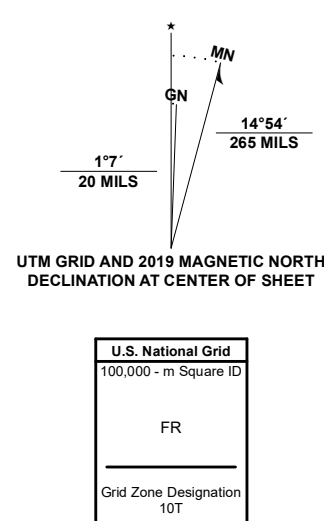 MN
GN
14°54´
265 MILS
1°7´
20 MILS
UTM GRID AND 2019 MAGNETIC NORTH
DECLINATION AT CENTER OF SHEET
U.S. National Grid
100,000 - m Square ID
FR
Grid Zone Designation
10T